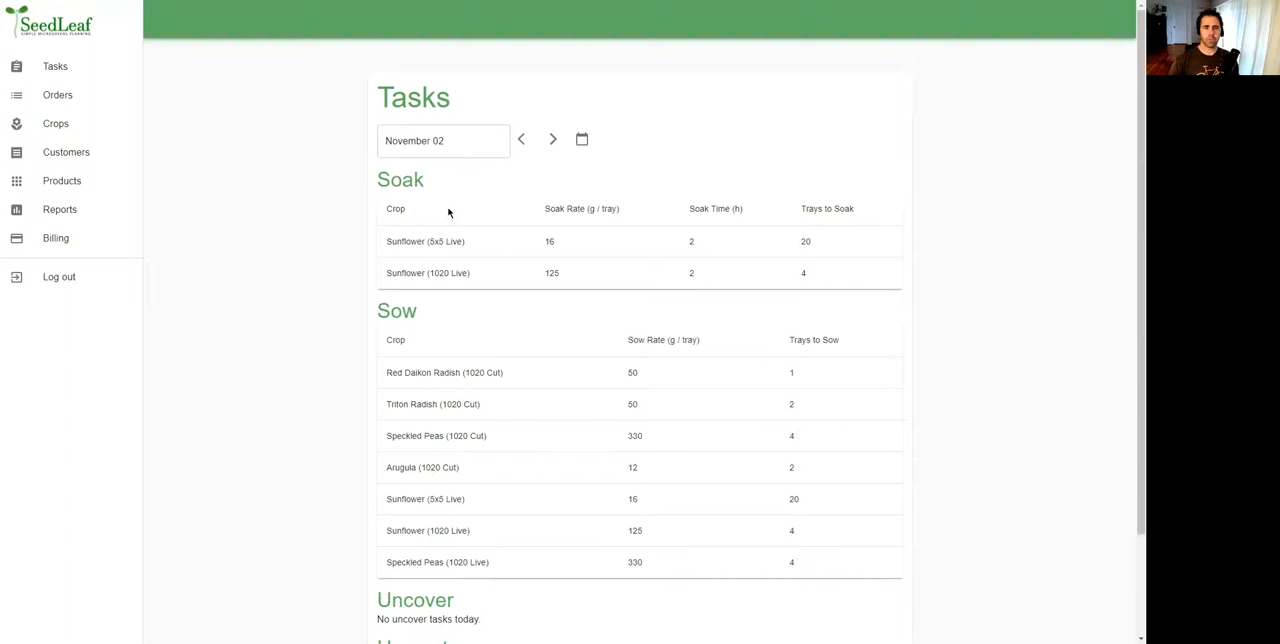 SeedLeaf
SIMPLE MICROGREENS PLANNING
Tasks
Orders
Crops
Customers
Products
Reports
Billing
Log out
Tasks
November 02
Soak
Crop Soak Rate (g / tray) Soak Time (h) Trays to Soak
Sunflower (5x5 Live) 16 2 20
Sunflower (1020 Live) 125 2 4
Sow
Crop Sow Rate (g / tray) Trays to Sow
Red Daikon Radish (1020 Cut) 50 1
Triton Radish (1020 Cut) 50 2
Speckled Peas (1020 Cut) 330 4
Arugula (1020 Cut) 12 2
Sunflower (5x5 Live) 16 20
Sunflower (1020 Live) 125 4
Speckled Peas (1020 Live) 330 4
Uncover
No uncover tasks today.